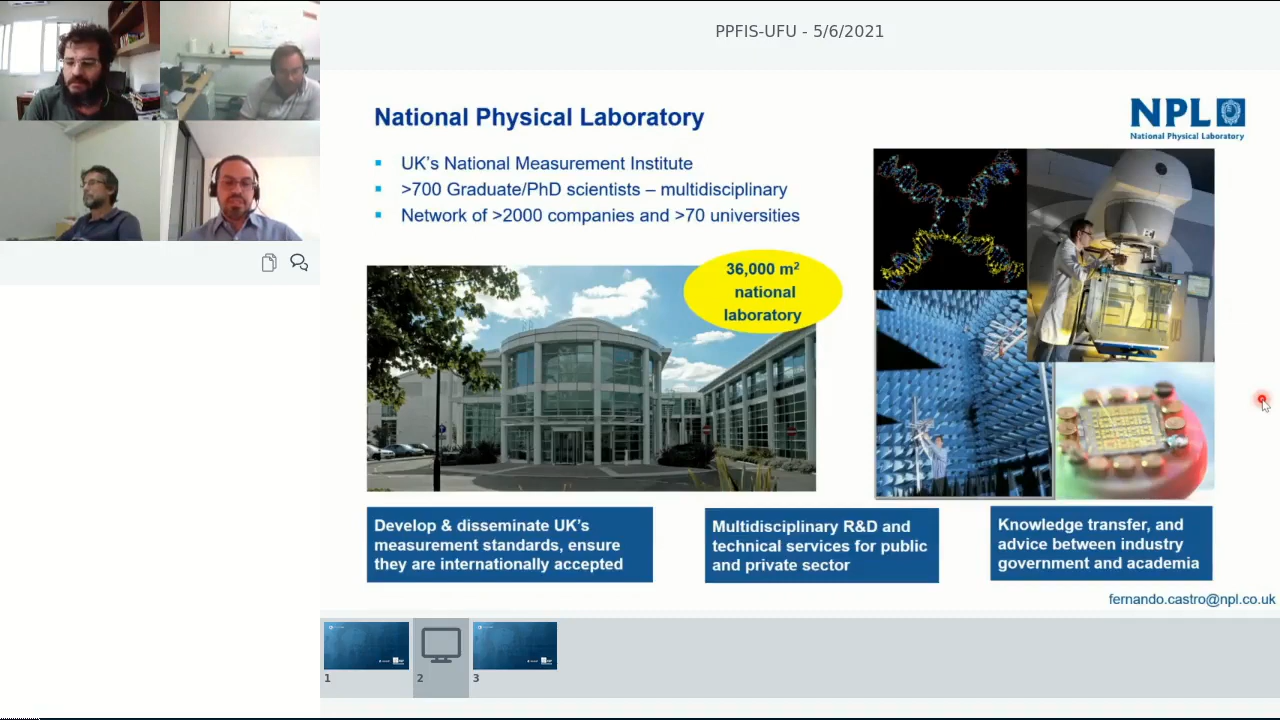 PPFIS-UFU - 5/6/2021
National Physical Laboratory
NPL
National Physical Laboratory
UK's National Measurement Institute
>700 Graduate/PhD scientists – multidisciplinary
Network of >2000 companies and >70 universities
36,000 m²
national
laboratory
Develop & disseminate UK's
measurement standards, ensure
they are internationally accepted
Multidisciplinary R&D and
technical services for public
and private sector
Knowledge transfer, and
advice between industry
government and academia
fernando.castro@npl.co.uk
1
2
3